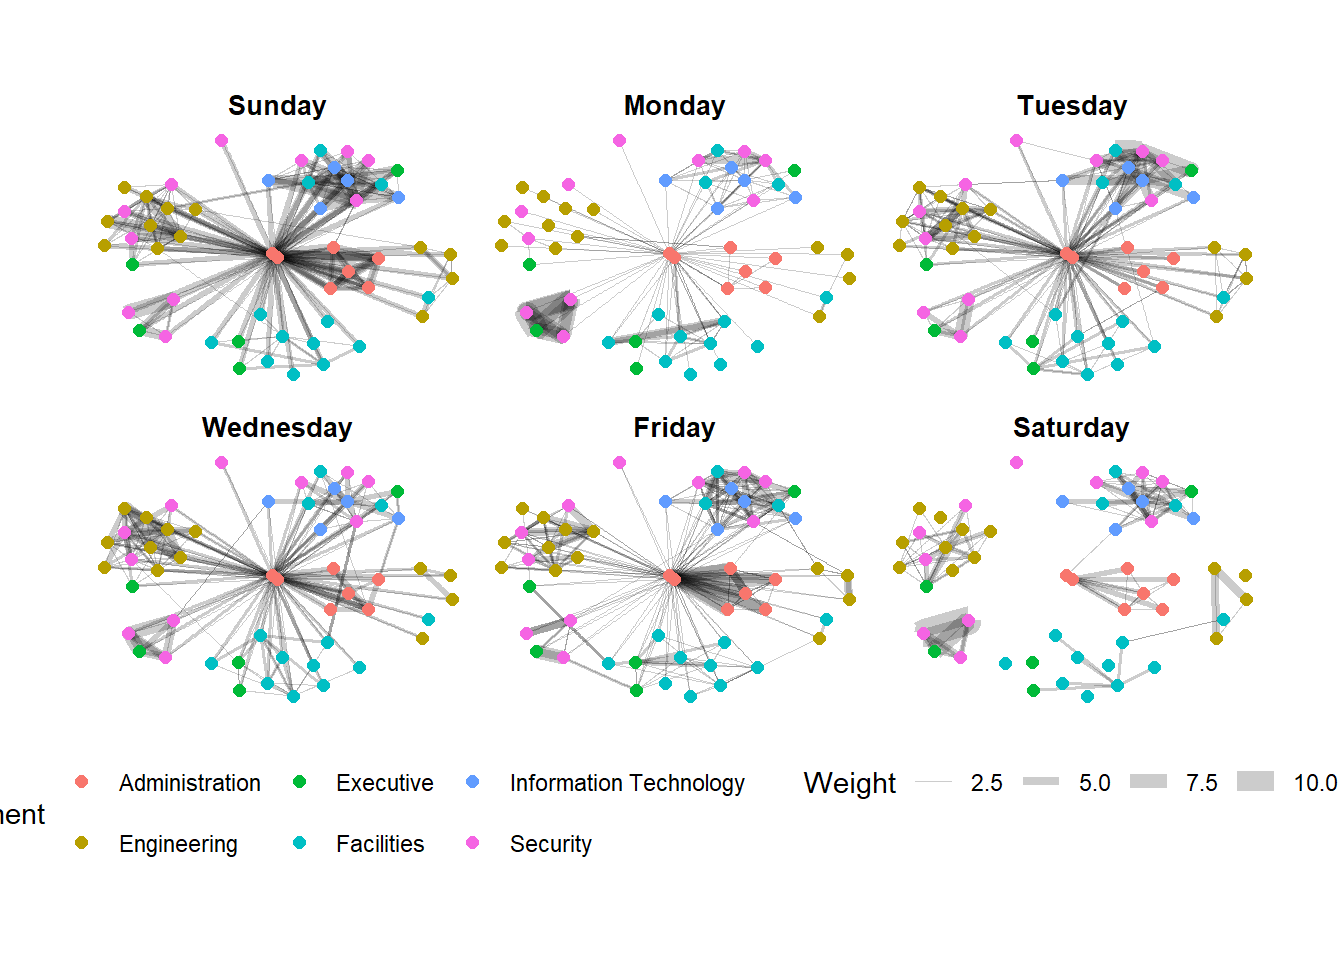 Sunday Monday Tuesday
Wednesday Friday Saturday
Administration Executive Information Technology Weight 2.5 5.0 7.5 10.0
nent
Engineering Facilities Security